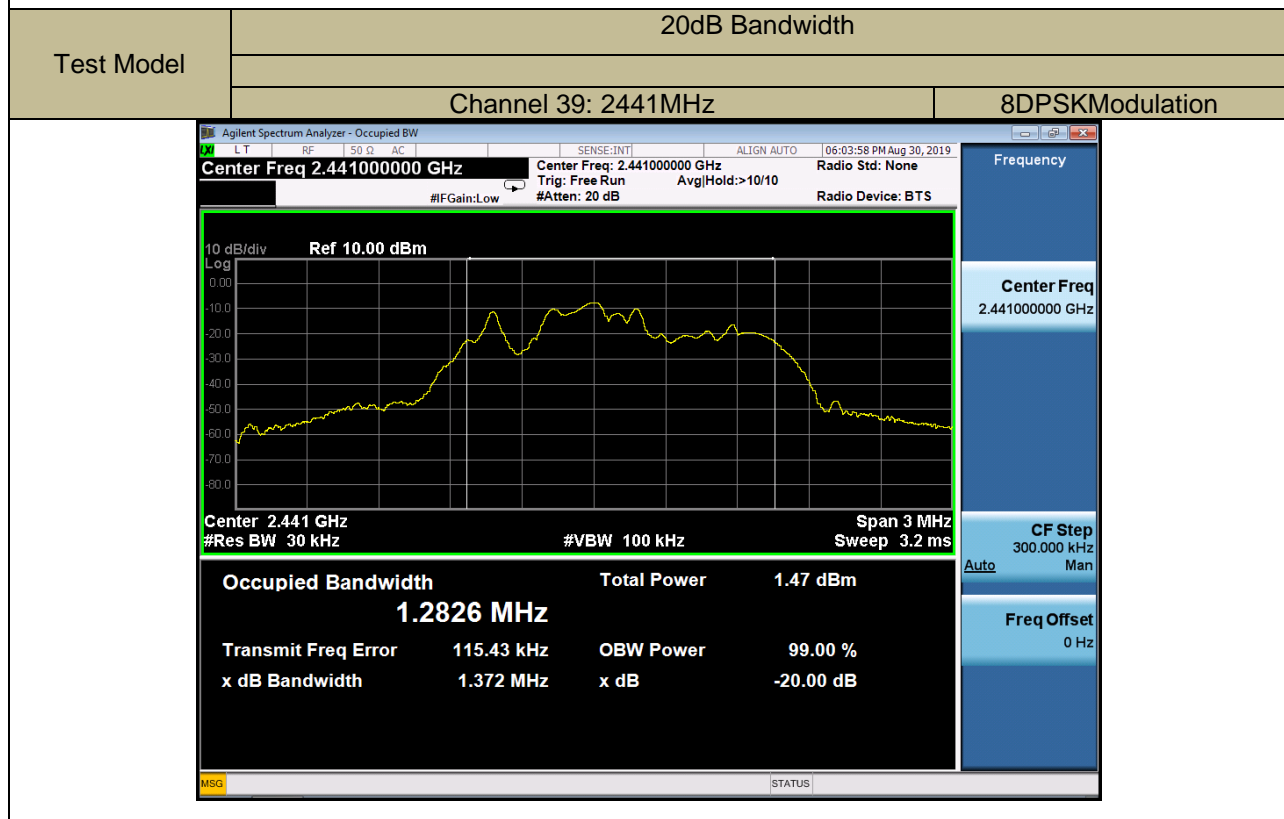 20dB Bandwidth
Test Model
Channel 39: 2441MHz 8DPSKModulation
Agilent Spectrum Analyzer - Occupied BW
LXI L T RF 50 Ω AC SENSE:INT ALIGN AUTO 06:03:58 PM Aug 30, 2019
Center Freq 2.441000000 GHz
#IFGain:Low
Center Freq: 2.441000000 GHz
Trig: Free Run Avg|Hold:>10/10
#Atten: 20 dB
Radio Std: None
Radio Device: BTS
Frequency
10 dB/div Ref 10.00 dBm
Log
0.00
-10.0
-20.0
-30.0
-40.0
-50.0
-60.0
-70.0
-80.0
Center Freq
2.441000000 GHz
Center 2.441 GHz Span 3 MHz
#Res BW 30 kHz #VBW 100 kHz Sweep 3.2 ms
CF Step
300.000 kHz
Auto Man
Occupied Bandwidth Total Power 1.47 dBm
1.2826 MHz
Transmit Freq Error 115.43 kHz OBW Power 99.00 %
x dB Bandwidth 1.372 MHz x dB -20.00 dB
Freq Offset
0 Hz
MSG STATUS